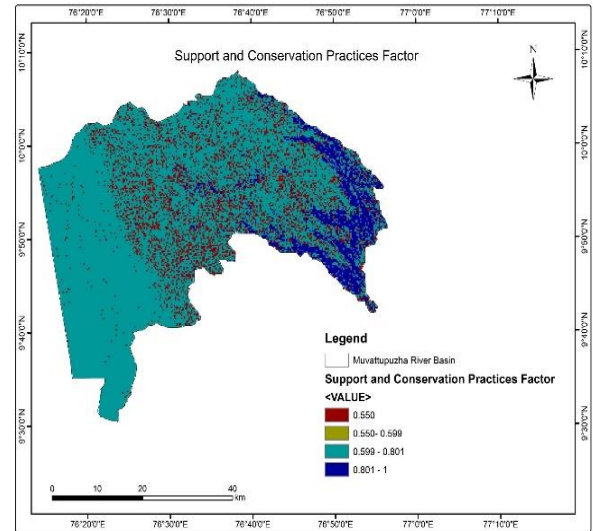 76°20'0"E 76°30'0"E 76°40'0"E 76°50'0"E 77°0'0"E 77°10'0"E
Support and Conservation Practices Factor
N
10°10'0"N 10°10'0"N
10°0'0"N 10°0'0"N
9°50'0"N 9°50'0"N
9°40'0"N 9°40'0"N
9°30'0"N 9°30'0"N
Legend
Muvattupuzha River Basin
Support and Conservation Practices Factor
<VALUE>
0.550
0.550- 0.599
0.599 - 0.801
0.801 - 1
0 10 20 40
km
76°20'0"E 76°30'0"E 76°40'0"E 76°50'0"E 77°0'0"E 77°10'0"E